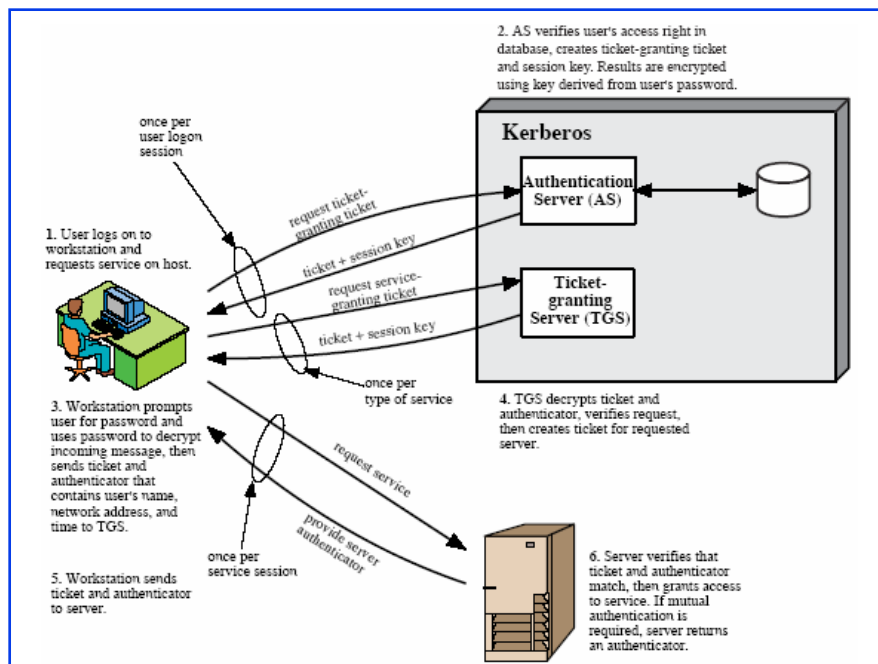 2. AS verifies user's access right in
database, creates ticket-granting ticket
and session key. Results are encrypted
using key derived from user's password.
once per
user logon
session
Kerberos
Authentication
Server (AS)
request ticket-
granting ticket
1. User logs on to
workstation and
requests service on host.
ticket + session key
request service-
granting ticket
Ticket-
granting
Server (TGS)
ticket + session key
once per
type of service
3. Workstation prompts
user for password and
uses password to decrypt
incoming message, then
sends ticket and
authenticator that
contains user's name,
network address, and
time to TGS.
4. TGS decrypts ticket and
authenticator, verifies request,
then creates ticket for requested
server.
request service
provide server
authenticator
once per
service session
5. Workstation sends
ticket and authenticator
to server.
6. Server verifies that
ticket and authenticator
match, then grants access
to service. If mutual
authentication is
required, server returns
an authenticator.